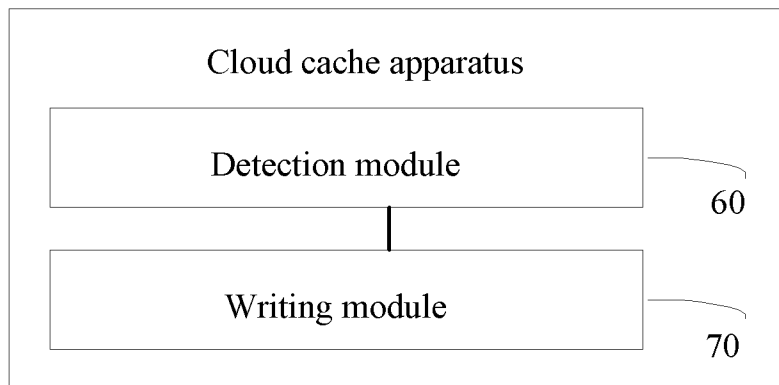 Cloud cache apparatus
Detection module
60
Writing module
70